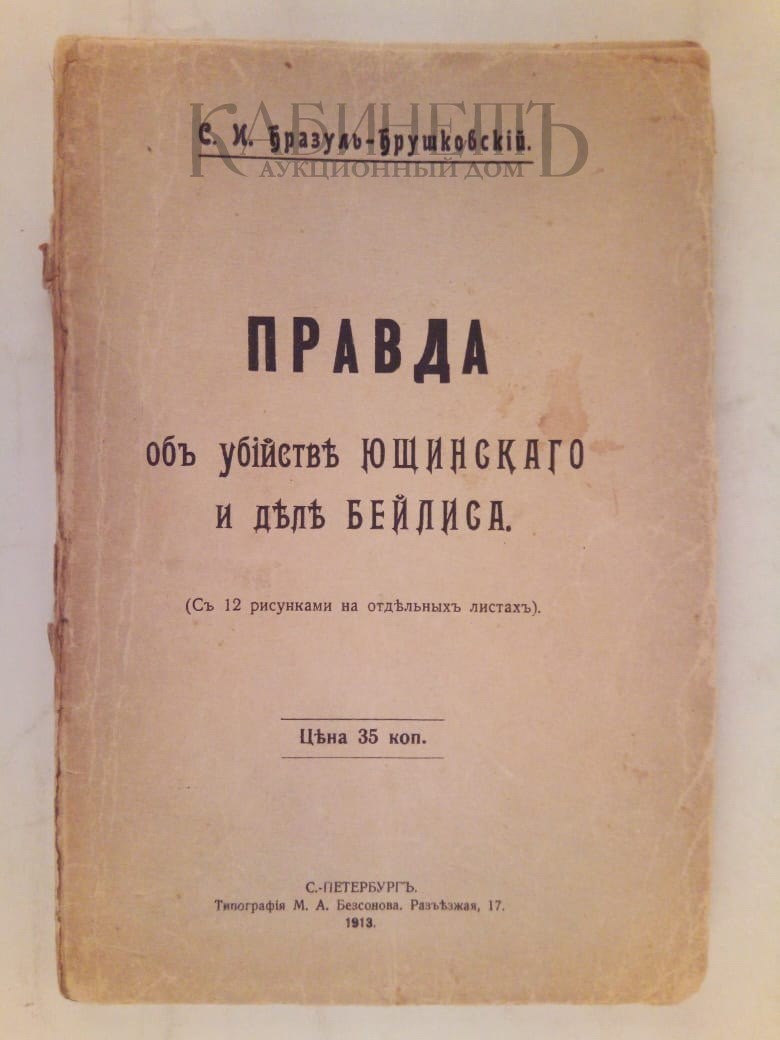 КАБИНЕТЪ
С. И. Бразуль-Брушковскій.
АУКЦИОННЫЙ ДОМ
ПРАВДА
объ убійствѣ ЮЩИНСКАГО
и дѣлѣ БЕЙЛИСА.
(Съ 12 рисунками на отдѣльныхъ листахъ).
Цѣна 35 коп.
С.-ПЕТЕРБУРГЪ.
Типографія М. А. Безсонова. Разъѣзжая, 17.
1913.